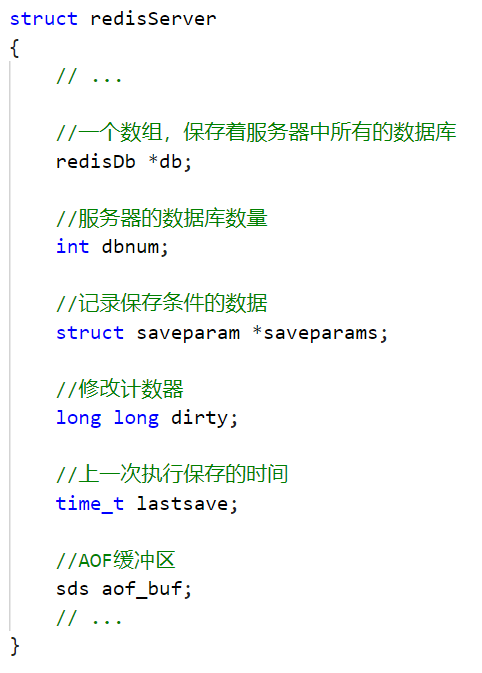 struct redisServer
{
// ...
//一个数组，保存着服务器中所有的数据库
redisDb *db;
//服务器的数据库数量
int dbnum;
//记录保存条件的数据
struct saveparam *saveparams;
//修改计数器
long long dirty;
//上一次执行保存的时间
time_t lastsave;
//AOF缓冲区
sds aof_buf;
// ...
}